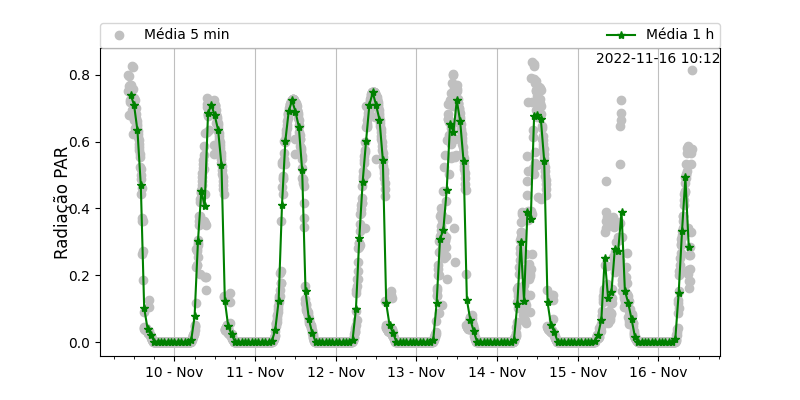 Média 5 min
Média 1 h
2022-11-16 10:12
Radiação PAR
0.8
0.6
0.4
0.2
0.0
10 - Nov
11 - Nov
12 - Nov
13 - Nov
14 - Nov
15 - Nov
16 - Nov